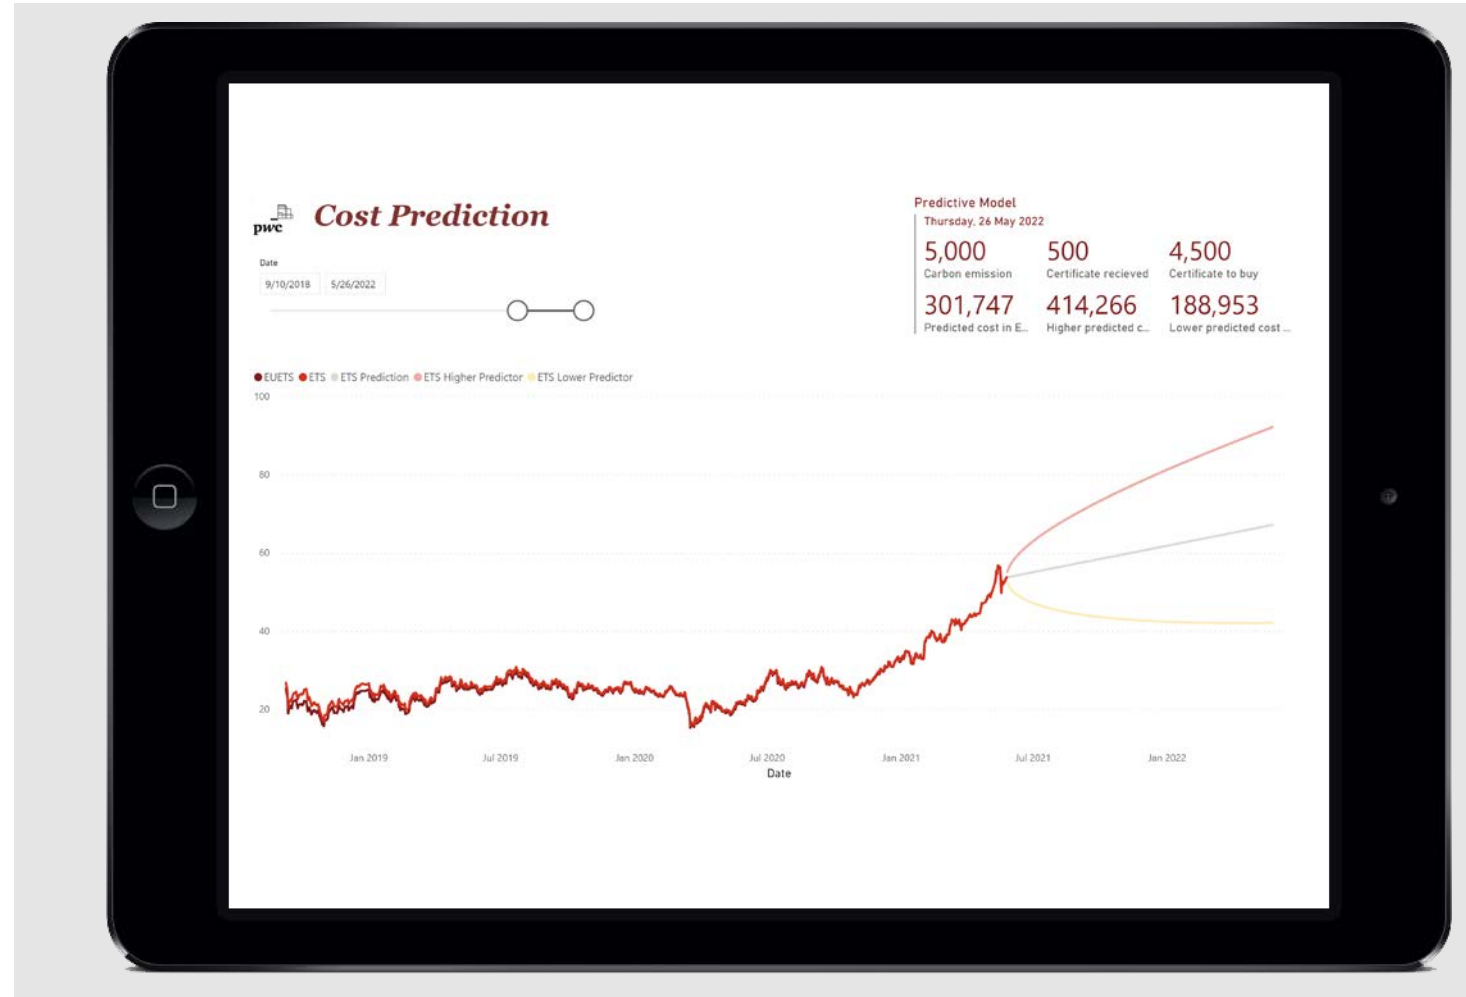 pwc
Cost Prediction
Date
9/10/2018 5/26/2022
Predictive Model
Thursday, 26 May 2022
5,000 500 4,500
Carbon emission Certificate recieved Certificate to buy
301,747 414,266 188,953
Predicted cost in E... Higher predicted c... Lower predicted cost ...
EUETS ETS ETS Prediction ETS Higher Predictor ETS Lower Predictor
100
80
60
40
20
Jan 2019 Jul 2019 Jan 2020 Jul 2020 Jan 2021 Jul 2021 Jan 2022
Date